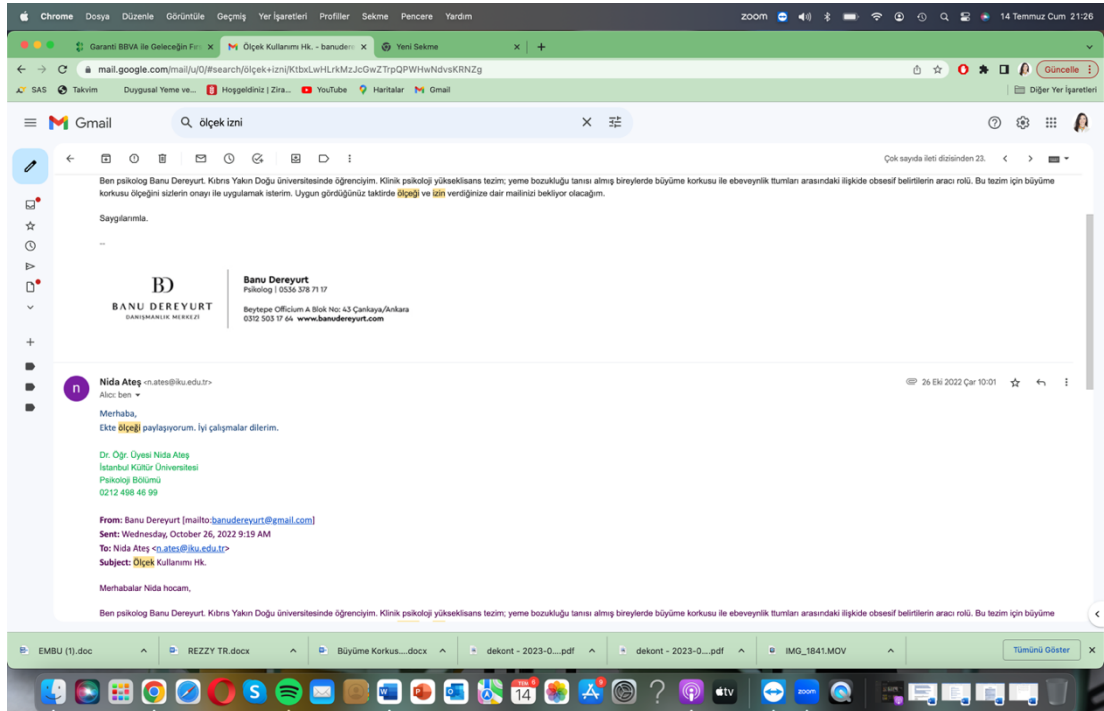 Chrome Dosya Düzenle Görüntüle Geçmiş Yer İşaretleri Profiller Sekme Pencere Yardım zoom 14 Temmuz Cum 21:26
Garanti BBVA ile Geleceğin Fin × Ölçek Kullanımı Hk. - banudere × Yeni Sekme × +
mail.google.com/mail/u/0/#search/ölçek+izni/KtbxLwHLrkMzJcGwZTrpQPWHwNdvsKRNZg Güncelle
SAS Takvim Duygusal Yeme ve... Hoşgeldiniz | Zira... YouTube Haritalar Gmail Diğer Yer İşaretleri
Gmail ölçek izni
Çok sayıda ileti dizisinden 23.
Ben psikolog Banu Dereyurt. Kıbrıs Yakın Doğu üniversitesinde öğrenciyim. Klinik psikoloji yükseklisans tezim; yeme bozukluğu tanısı almış bireylerde büyüme korkusu ile ebeveynlik ttumları arasındaki ilişkide obsesif belirtilerin aracı rolü. Bu tezim için büyüme
korkusu ölçeğini sizlerin onayı ile uygulamak isterim. Uygun gördüğünüz taktirde ölçeği ve izin verdiğinize dair mailinizi bekliyor olacağım.
Saygılarımla.
--
BD
BANU DEREYURT
DANIŞMANLIK MERKEZİ
Banu Dereyurt
Psikolog | 0536 378 71 17
Beytepe Officium A Blok No: 43 Çankaya/Ankara
0312 503 17 64 www.banudereyurt.com
n
Nida Ateş <n.ates@iku.edu.tr> 26 Eki 2022 Çar 10:01
Alıcı: ben
Merhaba,
Ekte ölçeği paylaşıyorum. İyi çalışmalar dilerim.
Dr. Öğr. Üyesi Nida Ateş
İstanbul Kültür Üniversitesi
Psikoloji Bölümü
0212 498 46 99
From: Banu Dereyurt [mailto:banudereyurt@gmail.com]
Sent: Wednesday, October 26, 2022 9:19 AM
To: Nida Ateş <n.ates@iku.edu.tr>
Subject: Ölçek Kullanımı Hk.
Merhabalar Nida hocam,
Ben psikolog Banu Dereyurt. Kıbrıs Yakın Doğu üniversitesinde öğrenciyim. Klinik psikoloji yükseklisans tezim; yeme bozukluğu tanısı almış bireylerde büyüme korkusu ile ebeveynlik ttumları arasındaki ilişkide obsesif belirtilerin aracı rolü. Bu tezim için büyüme
EMBU (1).doc REZZY TR.docx Büyüme Korkus....docx dekont - 2023-0....pdf dekont - 2023-0....pdf IMG_1841.MOV Tümünü Göster ×
14 tv zoom